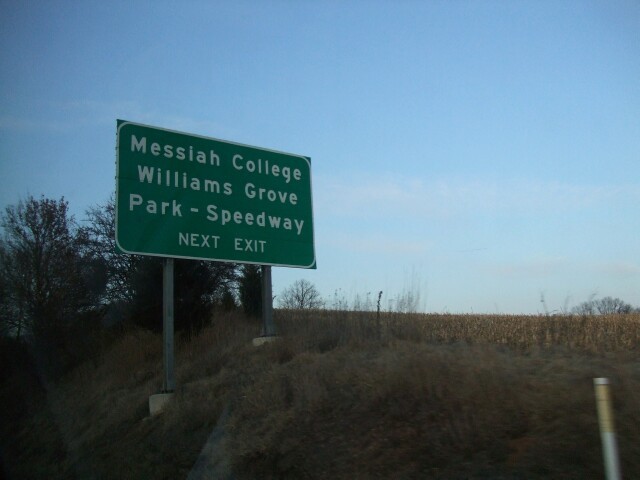 Messiah College
Williams Grove
Park - Speedway
NEXT EXIT